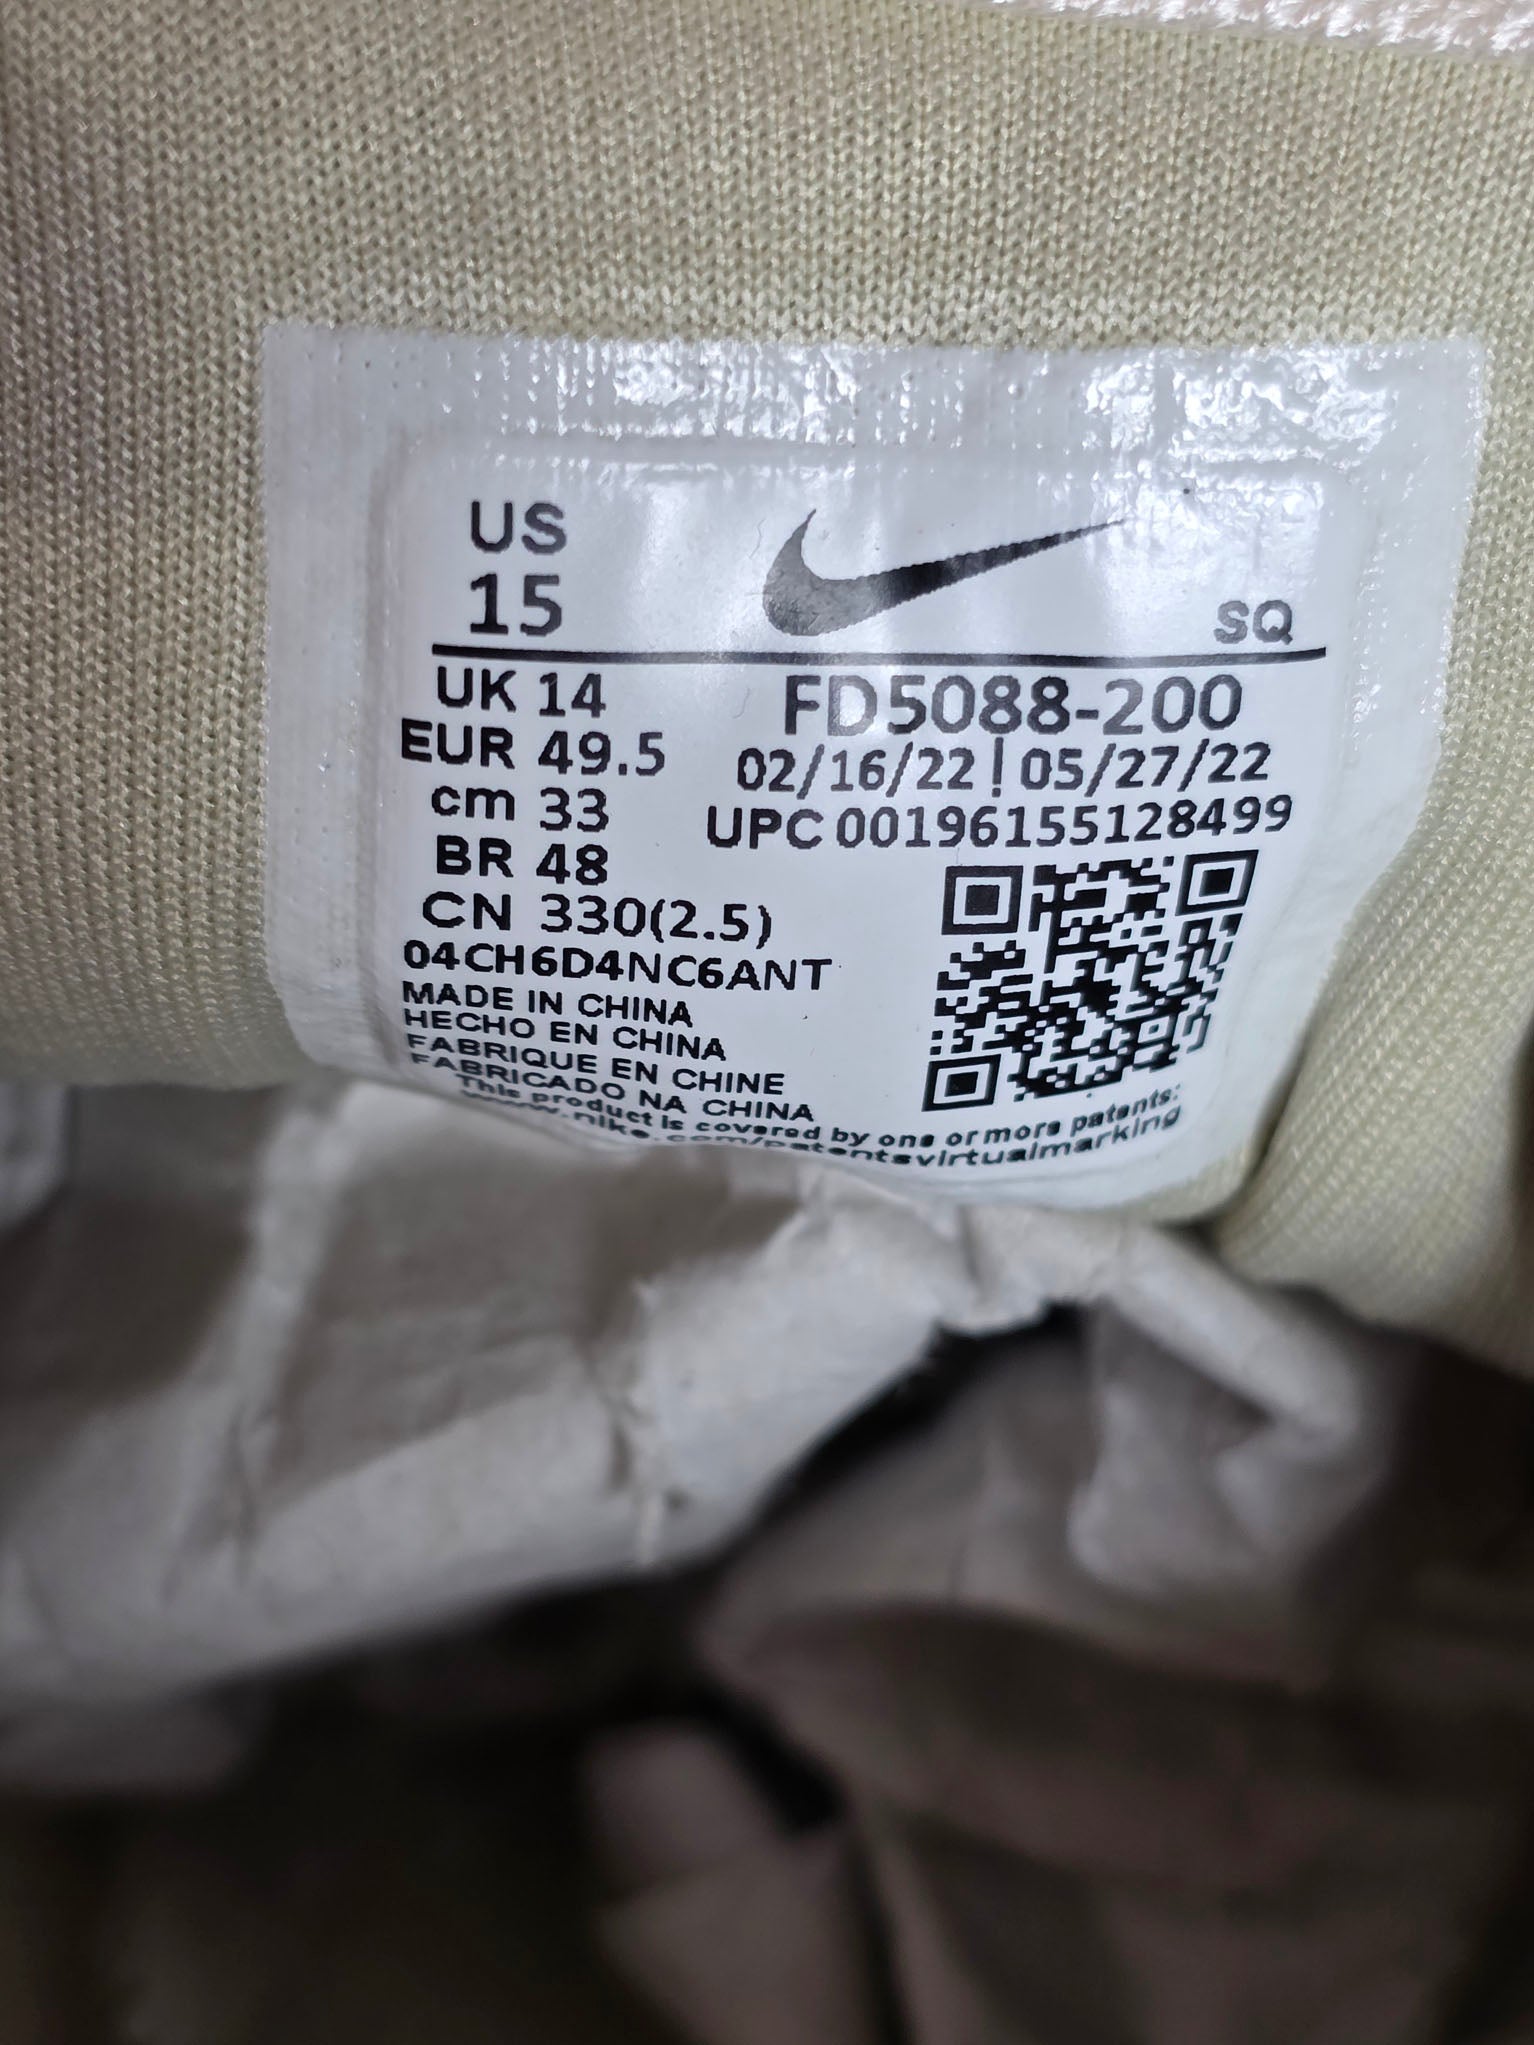 US
15
SQ
UK 14
EUR 49.5
cm 33
BR 48
CN 330(2.5)
FD5088-200
02/16/22 | 05/27/22
UPC 00196155128499
04CH6D4NC6ANT
MADE IN CHINA
HECHO EN CHINA
FABRIQUE EN CHINE
FABRICADO NA CHINA
This product is covered by one or more patents:
www.nike.com/patentsvirtualmarking